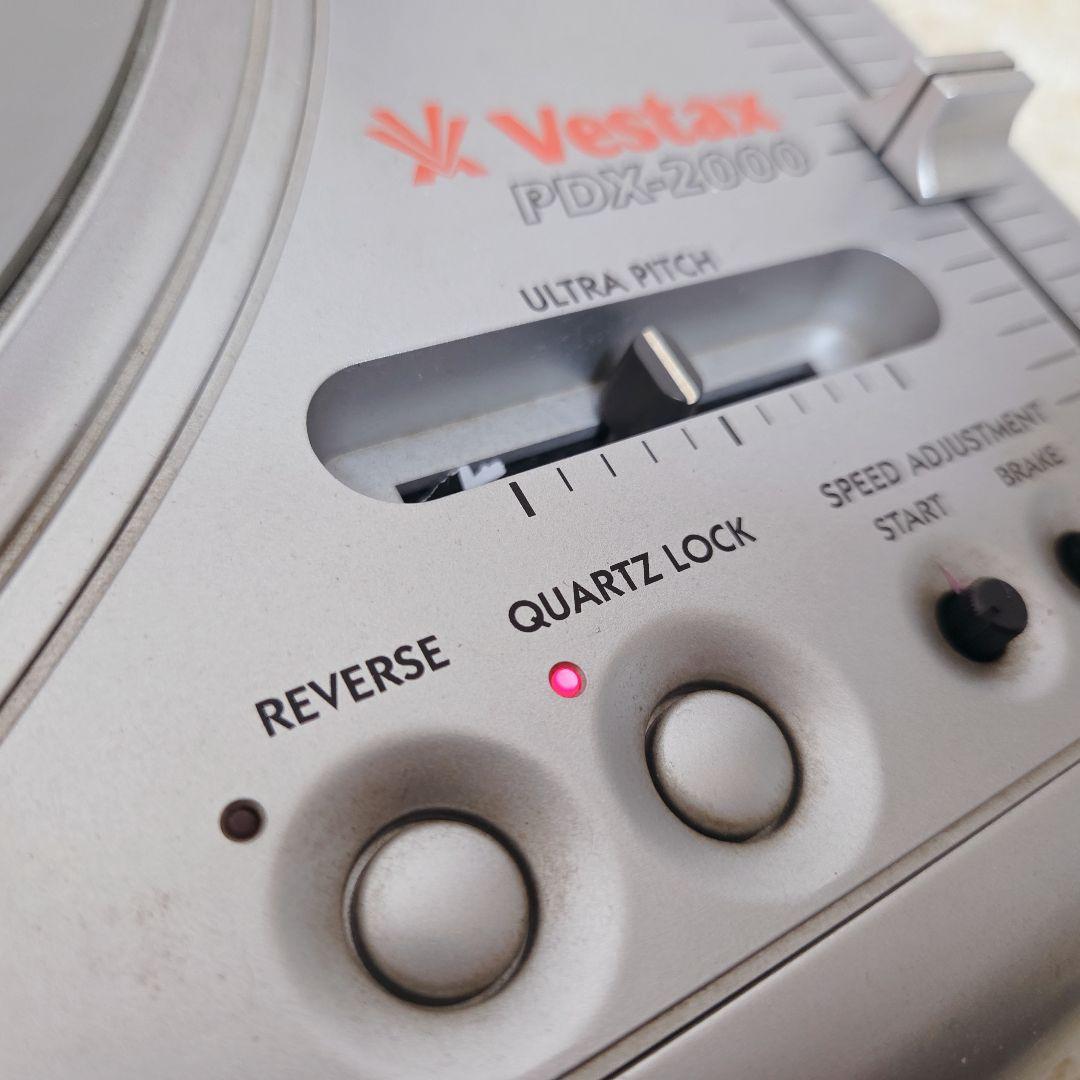 Vestax
PDX-2000
ULTRA PITCH
SPEED ADJUSTMENT
START
BRAKE
QUARTZ LOCK
REVERSE